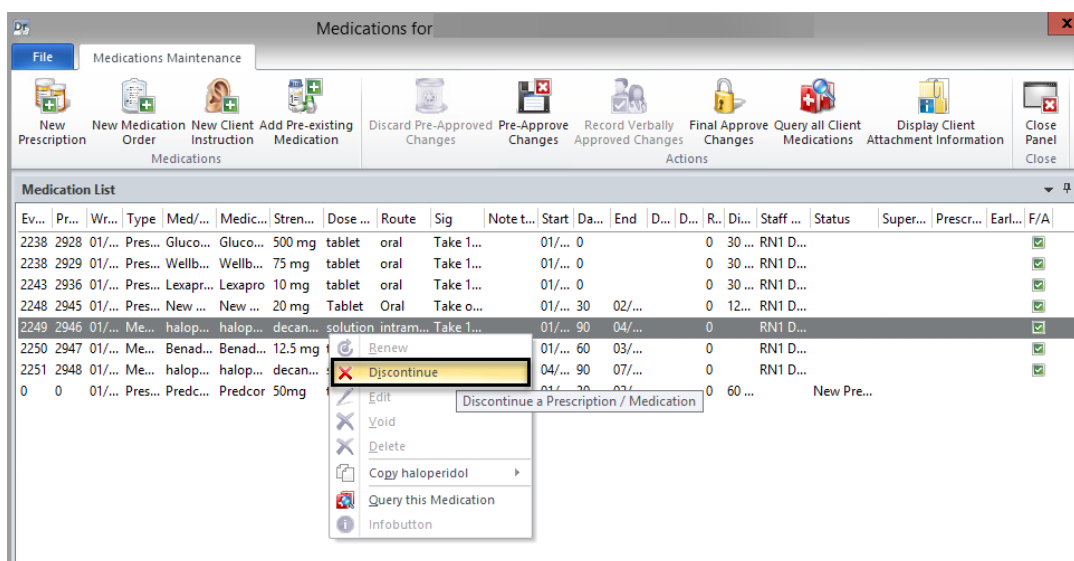 Medications for
x
File Medications Maintenance
New Prescription New Medication Order New Client Instruction Add Pre-existing Medication Discard Pre-Approved Changes Pre-Approve Changes Record Verbally Approved Changes Final Approve Changes Query all Client Medications Display Client Attachment Information Close Panel
Medications Actions Close
Medication List
Ev... Pr... Wr... Type Med/... Medic... Stren... Dose ... Route Sig Note t... Start Da... End D... D... R.. Di... Staff ... Status Super... Prescr... Earl... F/A
2238 2928 01/... Pres... Gluco... Gluco... 500 mg tablet oral Take 1... 01/... 0 0 30 ... RN1 D...
2238 2929 01/... Pres... Wellb... Wellb... 75 mg tablet oral Take 1... 01/... 0 0 30 ... RN1 D...
2243 2936 01/... Pres... Lexapr... Lexapro 10 mg tablet oral Take 1... 01/... 0 0 30 ... RN1 D...
2248 2945 01/... Pres... New ... New ... 20 mg Tablet Oral Take o... 01/... 30 02/... 0 12... RN1 D...
2249 2946 01/... Me... halop... halop... decan... solution intram... Take 1... 01/... 90 04/... 0 RN1 D...
2250 2947 01/... Me... Benad... Benad... 12.5 mg 01/... 60 03/... 0 RN1 D...
2251 2948 01/... Me... halop... halop... decan... 04/... 90 07/... 0 RN1 D...
0 0 01/... Pres... Predc... Predcor 50mg 0 60 ... New Pre...
Renew
Discontinue
Edit
Discontinue a Prescription / Medication
Void
Delete
Copy haloperidol
Query this Medication
Infobutton